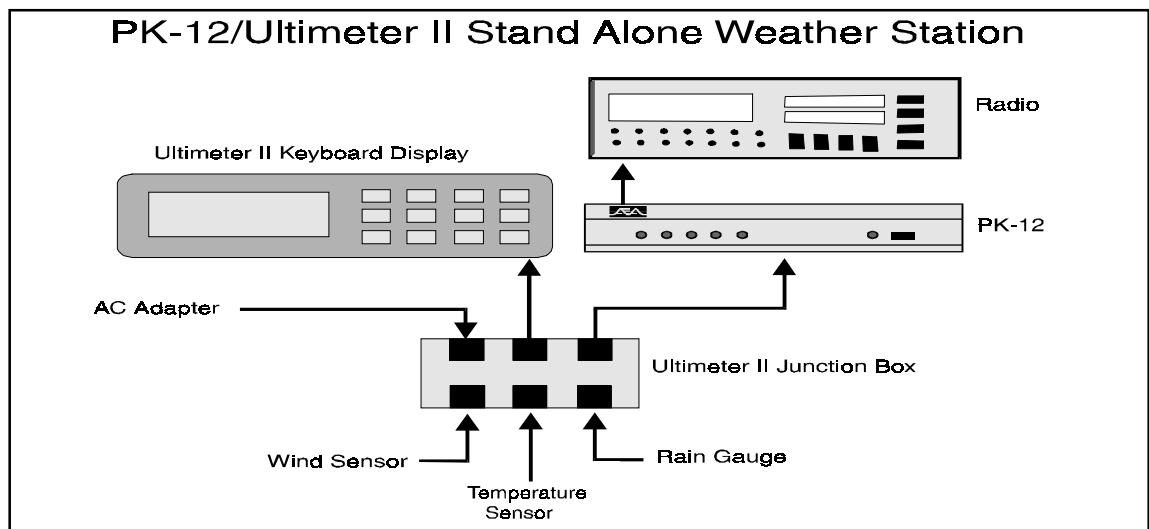 PK-12/Ultimeter II Stand Alone Weather Station
Radio
Ultimeter II Keyboard Display
AEA
PK-12
AC Adapter
Ultimeter II Junction Box
Wind Sensor
Rain Gauge
Temperature
Sensor